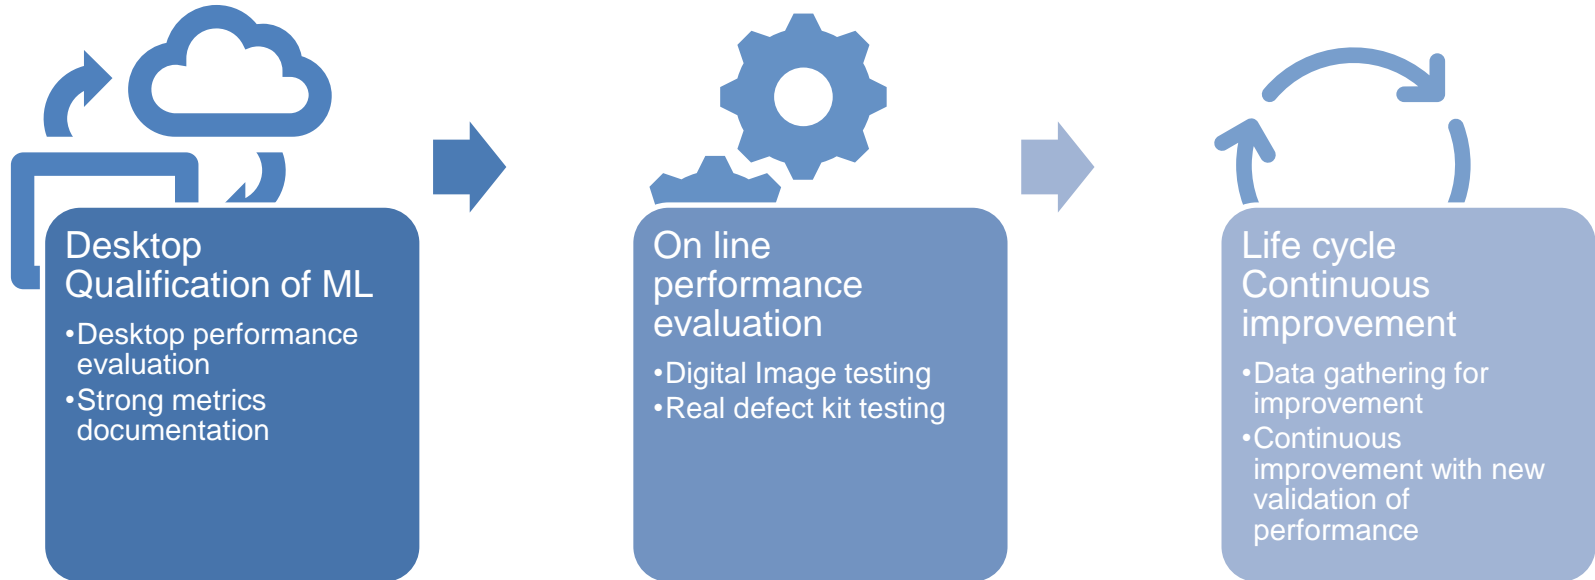 Desktop
Qualification of ML
•Desktop performance
evaluation
•Strong metrics
documentation
On line
performance
evaluation
•Digital Image testing
•Real defect kit testing
Life cycle
Continuous
improvement
•Data gathering for
improvement
•Continuous
improvement with new
validation of
performance